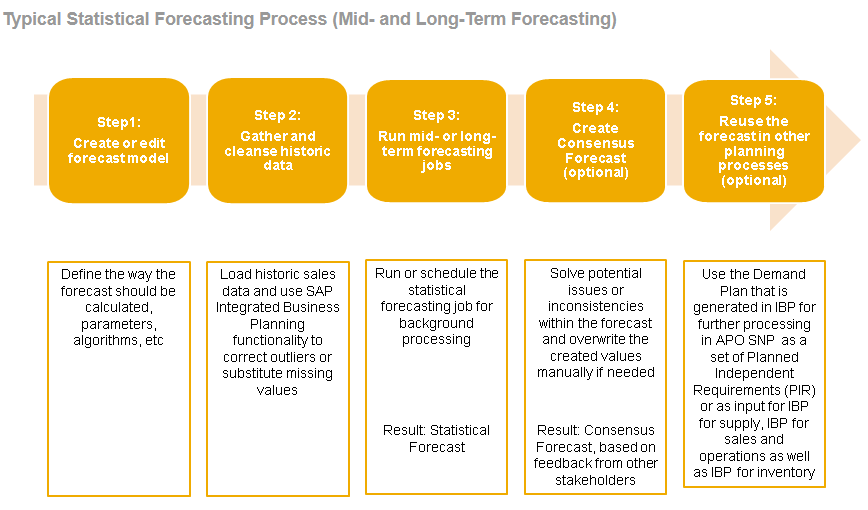 Typical Statistical Forecasting Process (Mid- and Long-Term Forecasting)
Step1:
Create or edit
forecast model
Step 2:
Gather and
cleanse historic
data
Step 3:
Run mid- or long-
term forecasting
jobs
Step 4:
Create
Consensus
Forecast
(optional)
Step 5:
Reuse the
forecast in other
planning
processes
(optional)
Define the way the
forecast should be
calculated,
parameters,
algorithms, etc
Load historic sales
data and use SAP
Integrated Business
Planning
functionality to
correct outliers or
substitute missing
values
Run or schedule the
statistical
forecasting job for
background
processing
Result: Statistical
Forecast
Solve potential
issues or
inconsistencies
within the forecast
and overwrite the
created values
manually if needed
Result: Consensus
Forecast, based on
feedback from other
stakeholders
Use the Demand
Plan that is
generated in IBP for
further processing
in APO SNP as a
set of Planned
Independent
Requirements (PIR)
or as input for IBP
for supply, IBP for
sales and
operations as well
as IBP for inventory